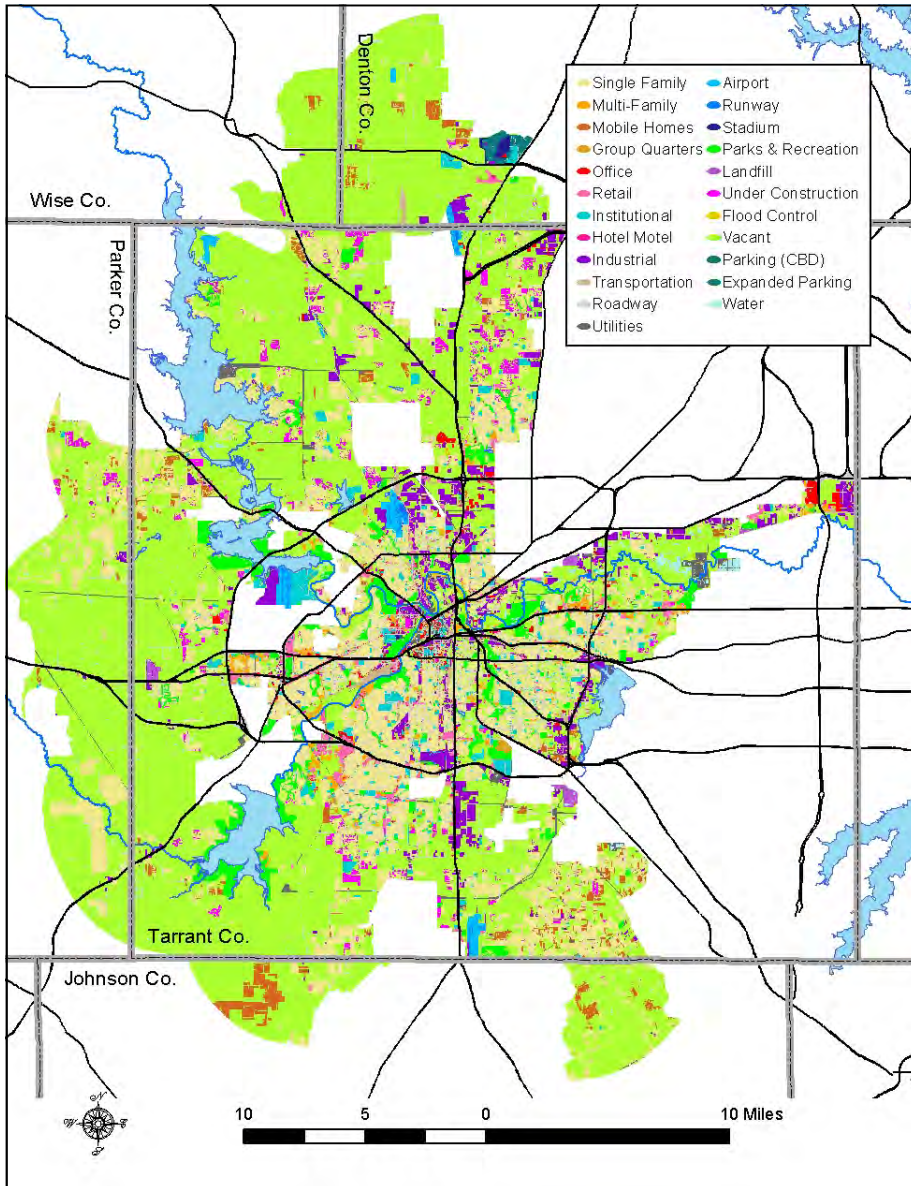 Denton Co.
Single Family
Multi-Family
Mobile Homes
Group Quarters
Office
Retail
Institutional
Hotel Motel
Industrial
Transportation
Roadway
Utilities
Airport
Runway
Stadium
Parks & Recreation
Landfill
Under Construction
Flood Control
Vacant
Parking (CBD)
Expanded Parking
Water
Wise Co.
Parker Co.
Tarrant Co.
Johnson Co.
N
10 5 0 10 Miles